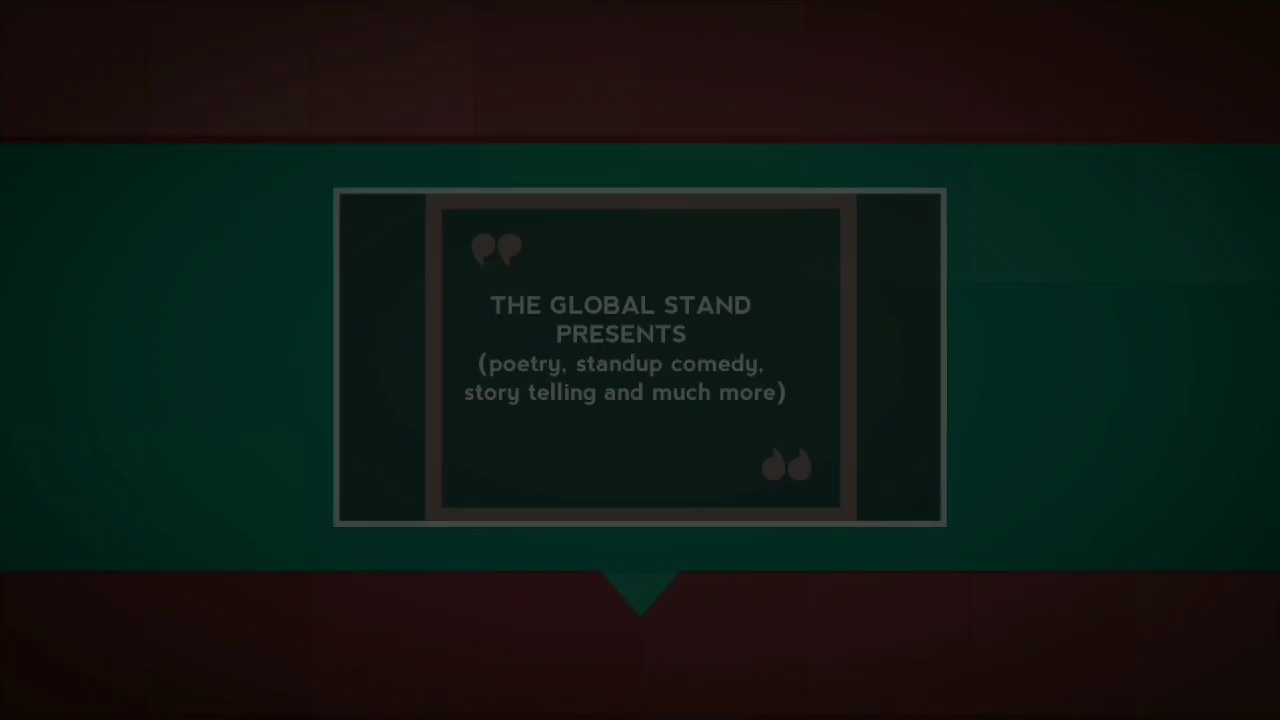 THE GLOBAL STAND
PRESENTS
(poetry, standup comedy,
story telling and much more)